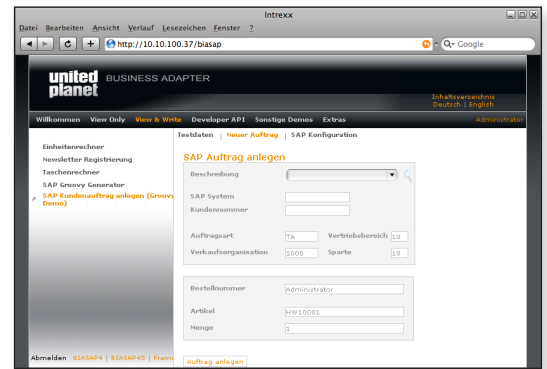 Intrexx
Datei Bearbeiten Ansicht Verlauf Lesezeichen Fenster ?
http://10.10.100.37/biasap
Google
united planet BUSINESS ADAPTER
Inhaltsverzeichnis
Deutsch | English
Willkommen View Only View & Write Developer API Sonstige Demos Extras Administrator
Testdaten | Neuer Auftrag | SAP Konfiguration
Einheitenrechner
Newsletter Registrierung
Taschenrechner
SAP Groovy Generator
SAP Kundenauftrag anlegen (Groovy
Demo)
SAP Auftrag anlegen
Beschreibung
SAP System
Kundennummer
Auftragsart TA Vertriebsbereich 10
Verkaufsorganisation 1000 Sparte 10
Bestellnummer Administrator
Artikel HW10001
Menge 1
Auftrag anlegen
Abmelden BIASAP4 | BIASAP45 | Frame